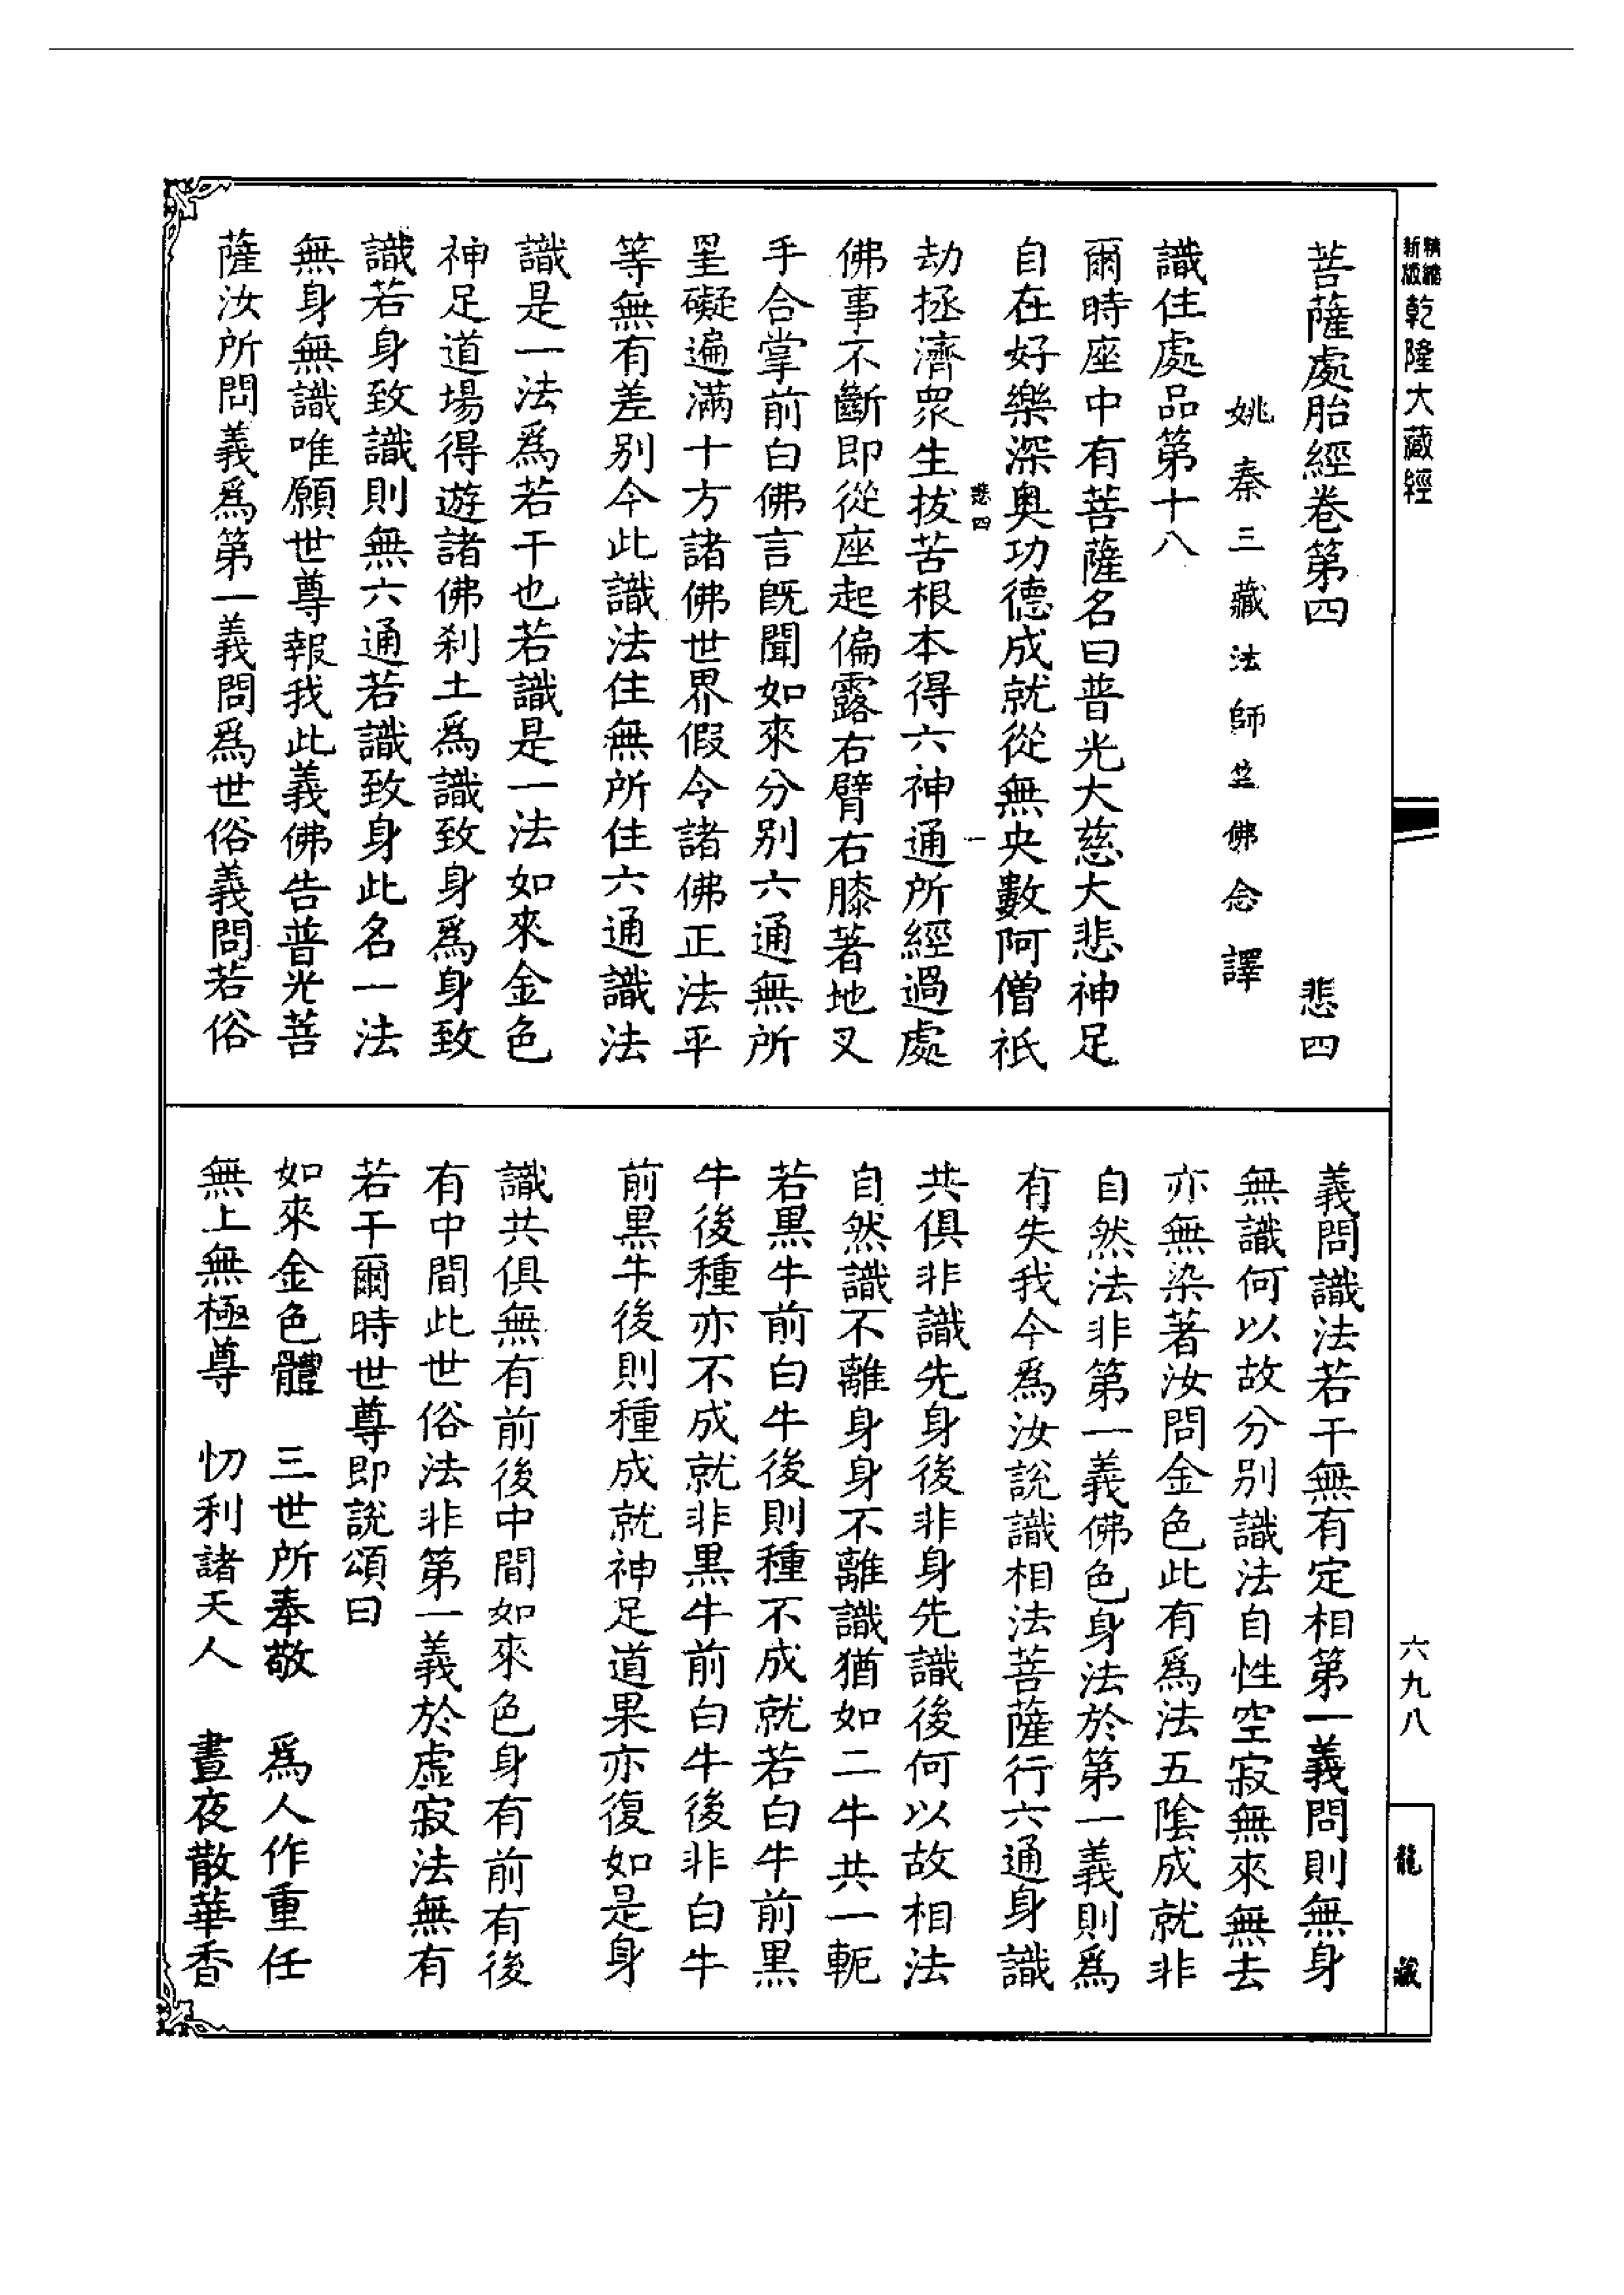 精縮新版乾隆大藏經
菩薩處胎經卷第四 悲四
姚秦三藏法師竺佛念譯
識住處品第十八
爾時座中有菩薩名曰普光大慈大悲神足
自在好樂深奧功德成就從無央數阿僧祇
悲四 一
劫拯濟眾生拔苦根本得六神通所經過處
佛事不斷即從座起偏露右臂右膝著地叉
手合掌前白佛言既聞如來分別六通無所
罣礙遍滿十方諸佛世界假令諸佛正法平
等無有差別今此識法住無所住六通識法
識是一法為若干也若識是一法如來金色
神足道場得遊諸佛剎土為識致身為身致
識若身致識則無六通若識致身此名一法
無身無識唯願世尊報我此義佛告普光菩
薩汝所問義為第一義問為世俗義問若俗
義問識法若干無有定相第一義問則無身
無識何以故分別識法自性空寂無來無去
亦無染著汝問金色此有為法五陰成就非
自然法非第一義佛色身法於第一義則為
有失我今為汝說識相法菩薩行六通身識
共俱非識先身後非身先識後何以故相法
自然識不離身身不離識猶如二牛共一軛
若黑牛前白牛後則種不成就若白牛前黑
牛後種亦不成就非黑牛前白牛後非白牛
前黑牛後則種成就神足道果亦復如是身
識共俱無有前後中間如來色身有前有後
有中間此世俗法非第一義於虛寂法無有
若干爾時世尊即說頌曰
如來金色體 三世所奉敬 為人作重任
無上無極尊 忉利諸天人 晝夜散華香
六九八
龍藏